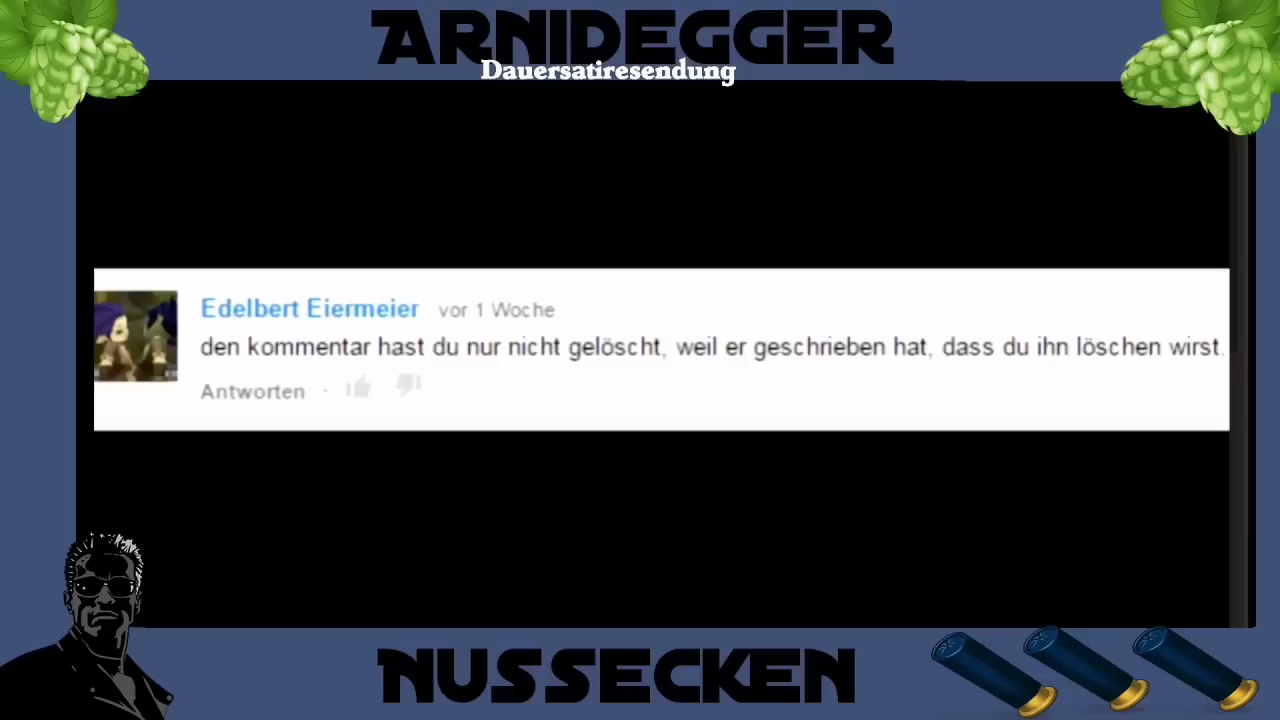 ARNIDEGGER
Dauersatiresendung
Edelbert Eiermeier vor 1 Woche
den kommentar hast du nur nicht gelöscht, weil er geschrieben hat, dass du ihn löschen wirst.
Antworten ·
NUSSECKEN